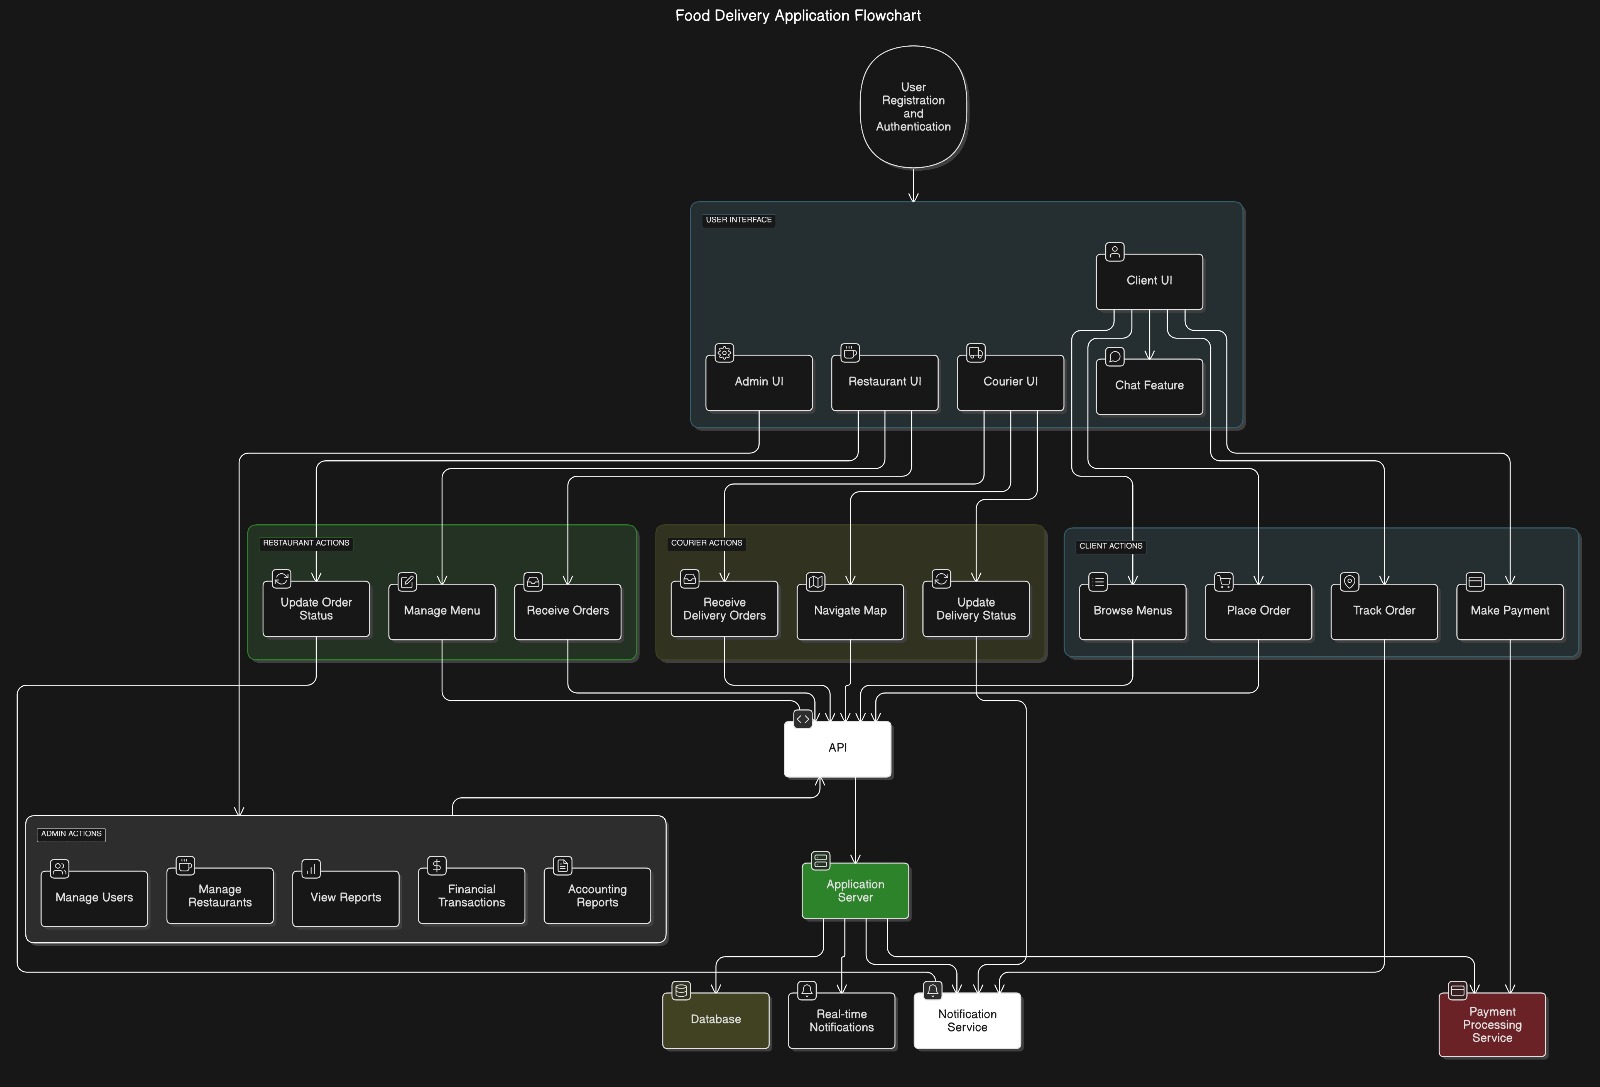 Food Delivery Application Flowchart
User
Registration
and
Authentication
USER INTERFACE
Client UI
Admin UI
Restaurant UI
Courier UI
Chat Feature
RESTAURANT ACTIONS
Update Order
Status
Manage Menu
Receive Orders
COURIER ACTIONS
Receive
Delivery Orders
Navigate Map
Update
Delivery Status
CLIENT ACTIONS
Browse Menus
Place Order
Track Order
Make Payment
API
ADMIN ACTIONS
Manage Users
Manage
Restaurants
View Reports
Financial
Transactions
Accounting
Reports
Application
Server
Database
Real-time
Notifications
Notification
Service
Payment
Processing
Service